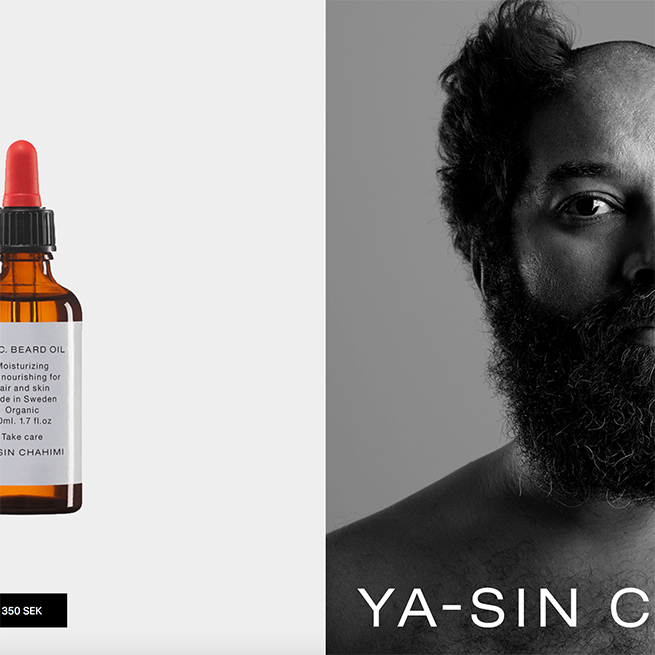 C. BEARD OIL
Moisturizing
nourishing for
air and skin
de in Sweden
Organic
0ml. 1.7 fl.oz
Take care
SIN CHAHIMI
350 SEK
YA-SIN C